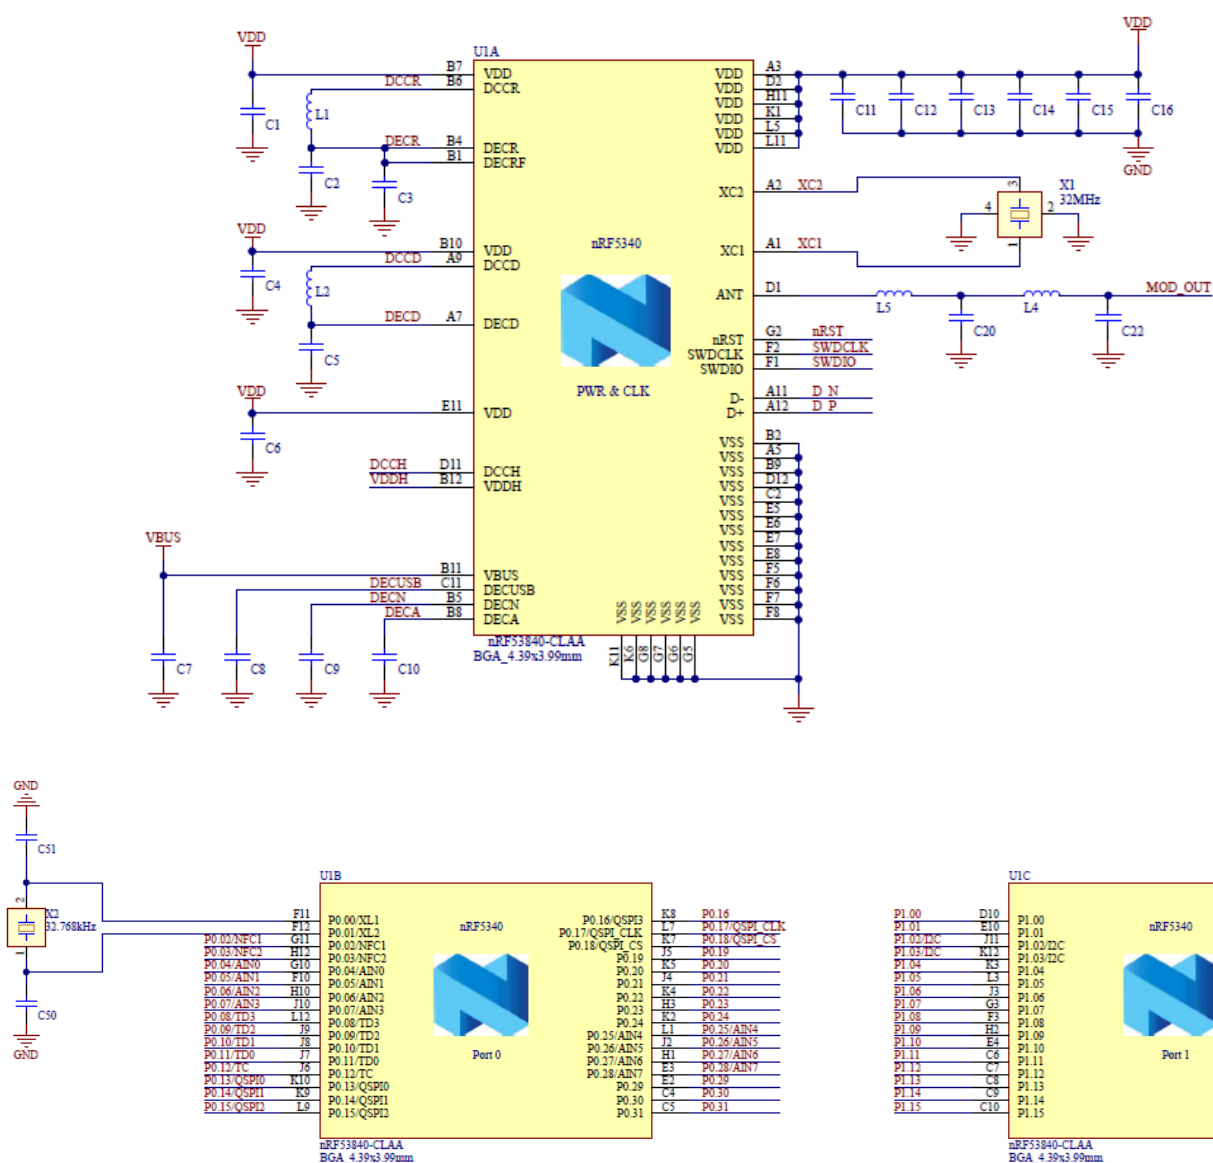 VDD
U1A
VDD
DCCR B7 VDD VDD A3
B6 DCCR VDD D2
VDD H11
C1 L1 VDD K1
VDD L5
DECR B4 DECR VDD L11
B1 DECRF
C2 C3
C11 C12 C13 C14 C15 C16
GND
XC2 A2 XC2
3 X1
32MHz
4 2
1
XC1 A1 XC1
VDD
B10 VDD
DCCD A9 DCCD
C4 L2
DECD A7 DECD
C5
nRF5340
PWR & CLK
ANT D1 L5 L4 MOD_OUT
C20 C22
nRST G2 nRST
SWDCLK F2 SWDCLK
SWDIO F1 SWDIO
D- A11 D_N
D+ A12 D_P
VDD
E11 VDD
C6
DCCH D11 DCCH
VDDH B12 VDDH
VSS B2
VSS A5
VSS B9
VSS D12
VSS C2
VSS E5
VSS E6
VSS E7
VSS E8
VSS F5
VSS F6
VSS F7
VSS F8
VBUS
B11 VBUS
DECUSB C11 DECUSB
DECN B5 DECN
DECA B8 DECA
C7 C8 C9 C10
VSS VSS VSS VSS VSS VSS
K11 K6 G8 G7 G6 G5
nRF53840-CLAA
BGA_4.39x3.99mm
GND
C51
2
X2
32.768kHz
1
C50
GND
U1B
F11 P0.00/XL1
F12 P0.01/XL2
P0.02/NFC1 G11 P0.02/NFC1
P0.03/NFC2 H12 P0.03/NFC2
P0.04/AIN0 G10 P0.04/AIN0
P0.05/AIN1 F10 P0.05/AIN1
P0.06/AIN2 H10 P0.06/AIN2
P0.07/AIN3 J10 P0.07/AIN3
P0.08/TD3 L12 P0.08/TD3
P0.09/TD2 J9 P0.09/TD2
P0.10/TD1 J8 P0.10/TD1
P0.11/TD0 J7 P0.11/TD0
P0.12/TC J6 P0.12/TC
P0.13/QSPI0 K10 P0.13/QSPI0
P0.14/QSPI1 K9 P0.14/QSPI1
P0.15/QSPI2 L9 P0.15/QSPI2
nRF5340
Port 0
P0.16/QSPI3 K8 P0.16
P0.17/QSPI_CLK L7 P0.17/QSPI_CLK
P0.18/QSPI_CS K7 P0.18/QSPI_CS
P0.19 J5 P0.19
P0.20 K5 P0.20
P0.21 J4 P0.21
P0.22 K4 P0.22
P0.23 H3 P0.23
P0.24 K2 P0.24
P0.25/AIN4 L1 P0.25/AIN4
P0.26/AIN5 J2 P0.26/AIN5
P0.27/AIN6 H1 P0.27/AIN6
P0.28/AIN7 E3 P0.28/AIN7
P0.29 E2 P0.29
P0.30 C4 P0.30
P0.31 C5 P0.31
nRF53840-CLAA
BGA_4.39x3.99mm
U1C
P1.00 D10 P1.00
P1.01 E10 P1.01
P1.02/I2C J11 P1.02/I2C
P1.03/I2C K12 P1.03/I2C
P1.04 K3 P1.04
P1.05 L3 P1.05
P1.06 J3 P1.06
P1.07 G3 P1.07
P1.08 F3 P1.08
P1.09 H2 P1.09
P1.10 E4 P1.10
P1.11 C6 P1.11
P1.12 C7 P1.12
P1.13 C8 P1.13
P1.14 C9 P1.14
P1.15 C10 P1.15
nRF5340
Port 1
nRF53840-CLAA
BGA_4.39x3.99mm